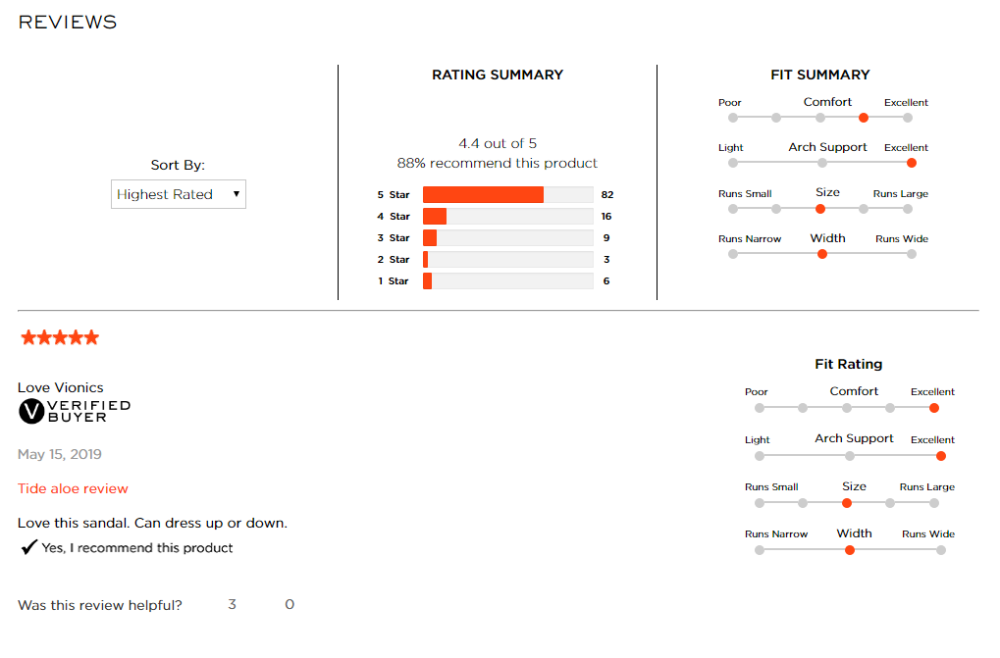 REVIEWS
Sort By:
Highest Rated
RATING SUMMARY
4.4 out of 5
88% recommend this product
5 Star 82
4 Star 16
3 Star 9
2 Star 3
1 Star 6
FIT SUMMARY
Poor Comfort Excellent
Light Arch Support Excellent
Runs Small Size Runs Large
Runs Narrow Width Runs Wide
Love Vionics
V VERIFIED
BUYER
May 15, 2019
Tide aloe review
Love this sandal. Can dress up or down.
Yes, I recommend this product
Was this review helpful? 3 0
Fit Rating
Poor Comfort Excellent
Light Arch Support Excellent
Runs Small Size Runs Large
Runs Narrow Width Runs Wide